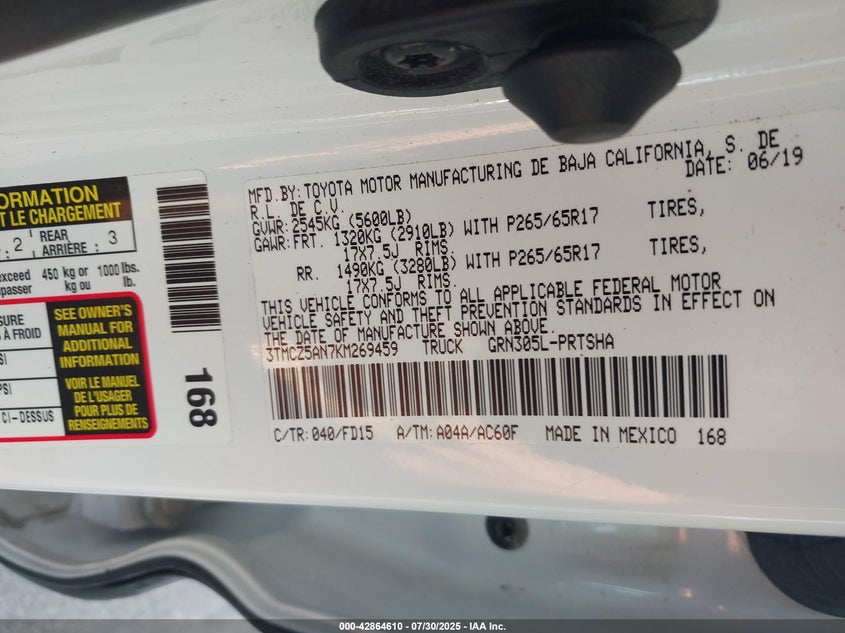 ORMATION
T LE CHARGEMENT
2 REAR ARRIÈRE : 3
exceed 450 kg or 1000 lbs.
passer kg ou lb.
SURE
S À FROID
PSI
CI-DESSUS
SEE OWNER'S
MANUAL FOR
ADDITIONAL
INFORMATION
VOIR LE MANUEL
DE L'USAGER
POUR PLUS DE
RENSEIGNEMENTS
168
MFD.BY:TOYOTA MOTOR MANUFACTURING DE BAJA CALIFORNIA, S. DE
R.L. DE C.V. DATE: 06/19
GVWR:2545KG (5600LB)
GAWR:FRT. 1320KG (2910LB) WITH P265/65R17 TIRES,
17X7.5J RIMS.
RR. 1490KG (3280LB) WITH P265/65R17 TIRES,
17X7.5J RIMS.
THIS VEHICLE CONFORMS TO ALL APPLICABLE FEDERAL MOTOR
VEHICLE SAFETY AND THEFT PREVENTION STANDARDS IN EFFECT ON
THE DATE OF MANUFACTURE SHOWN ABOVE.
3TMCZ5AN7KM269459 TRUCK GRN305L-PRTSHA
C/TR:040/FD15 A/TM:A04A/AC60F MADE IN MEXICO 168
000-42864610 - 07/30/2025 - IAA Inc.